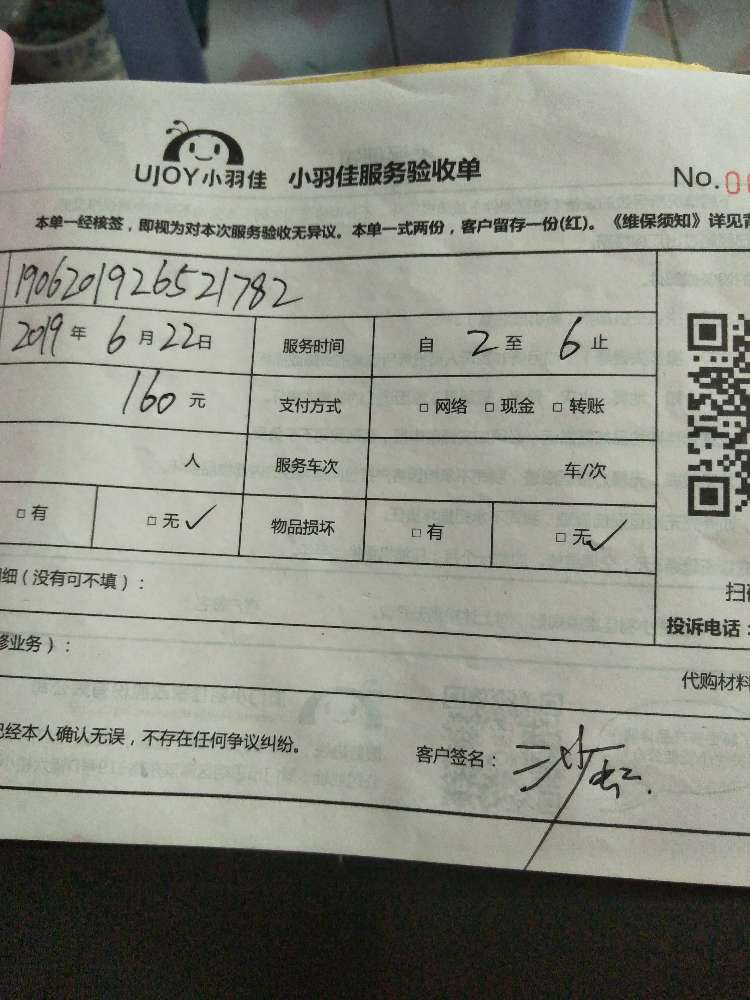 UJOY小羽佳 小羽佳服务验收单 No.0
本单一经核签，即视为对本次服务验收无异议。本单一式两份，客户留存一份(红)。《维保须知》详见背
1906201926521782
2019 年 6 月 22 日 服务时间 自 2 至 6 止
160 元 支付方式 □ 网络 □ 现金 □ 转账
人 服务车次 车/次
□ 有 □ 无 ✓ 物品损坏 □ 有 □ 无 ✓
细（没有可不填）：
扫
投诉电话：
修业务）：
代购材料
已经本人确认无误，不存在任何争议纠纷。 客户签名：